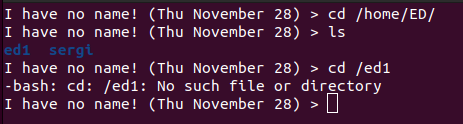 I have no name! (Thu November 28) > cd /home/ED/
I have no name! (Thu November 28) > ls
ed1  sergi
I have no name! (Thu November 28) > cd /ed1
-bash: cd: /ed1: No such file or directory
I have no name! (Thu November 28) >